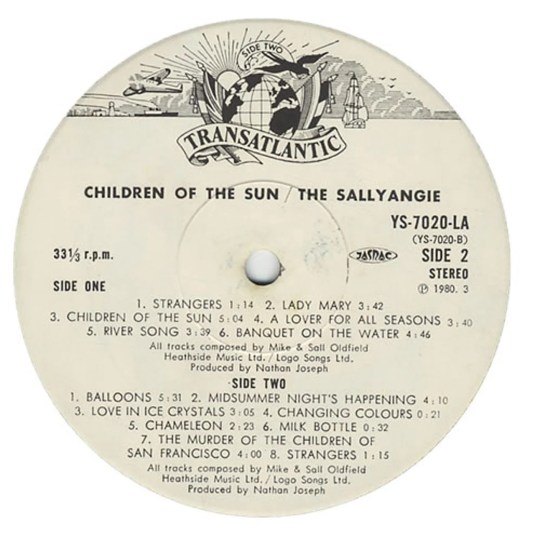 SIDE TWO
TRANSATLANTIC
CHILDREN OF THE SUN / THE SALLYANGIE
YS-7020-LA
(YS-7020-B)
33⅓ r.p.m.
JASRAC
SIDE 2
STEREO
SIDE ONE
Ⓟ 1980. 3
1. STRANGERS 1:14 2. LADY MARY 3:42
3. CHILDREN OF THE SUN 5:04 4. A LOVER FOR ALL SEASONS 3:40
5. RIVER SONG 3:39 6. BANQUET ON THE WATER 4:46
All tracks composed by Mike & Sall Oldfield
Heathside Music Ltd./Logo Songs Ltd.
Produced by Nathan Joseph
SIDE TWO
1. BALLOONS 5:31 2. MIDSUMMER NIGHT'S HAPPENING 4:10
3. LOVE IN ICE CRYSTALS 3:05 4. CHANGING COLOURS 0:21
5. CHAMELEON 2:23 6. MILK BOTTLE 0:32
7. THE MURDER OF THE CHILDREN OF
SAN FRANCISCO 4:00 8. STRANGERS 1:15
All tracks composed by Mike & Sall Oldfield
Heathside Music Ltd./Logo Songs Ltd.
Produced by Nathan Joseph